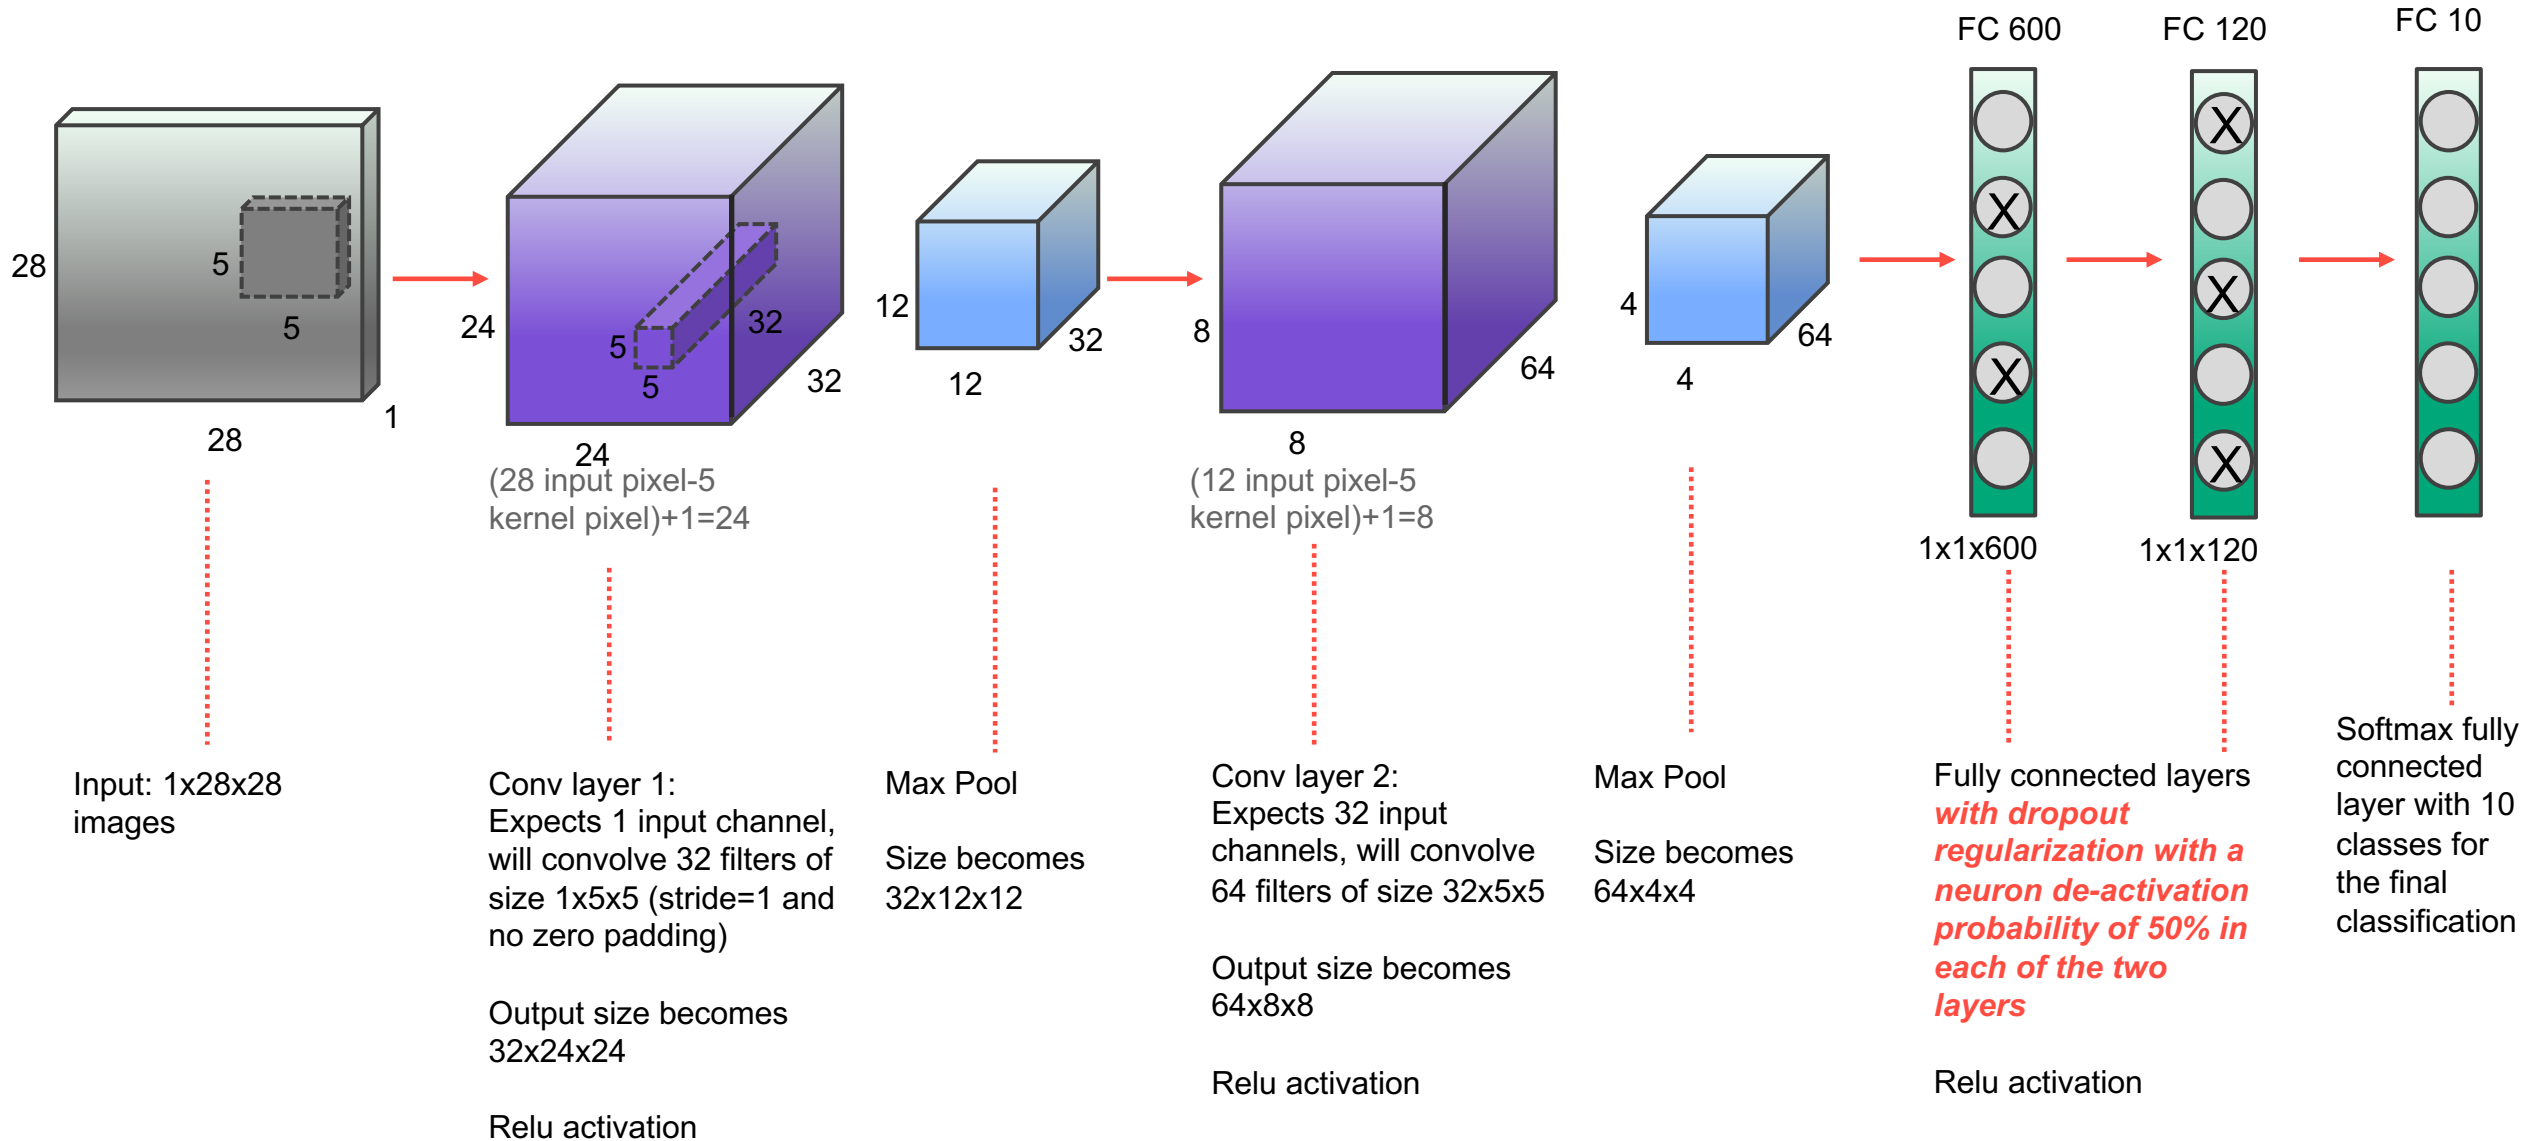 FC 600
FC 120
FC 10
28
5
5
28
1
24
5
5
32
32
24
(28 input pixel-5
kernel pixel)+1=24
12
12
32
8
8
64
(12 input pixel-5
kernel pixel)+1=8
4
4
64
X
X
X
X
X
1x1x600
1x1x120
Input: 1x28x28
images
Conv layer 1:
Expects 1 input channel,
will convolve 32 filters of
size 1x5x5 (stride=1 and
no zero padding)
Output size becomes
32x24x24
Relu activation
Max Pool
Size becomes
32x12x12
Conv layer 2:
Expects 32 input
channels, will convolve
64 filters of size 32x5x5
Output size becomes
64x8x8
Relu activation
Max Pool
Size becomes
64x4x4
Fully connected layers
with dropout
regularization with a
neuron de-activation
probability of 50% in
each of the two
layers
Relu activation
Softmax fully
connected
layer with 10
classes for
the final
classification